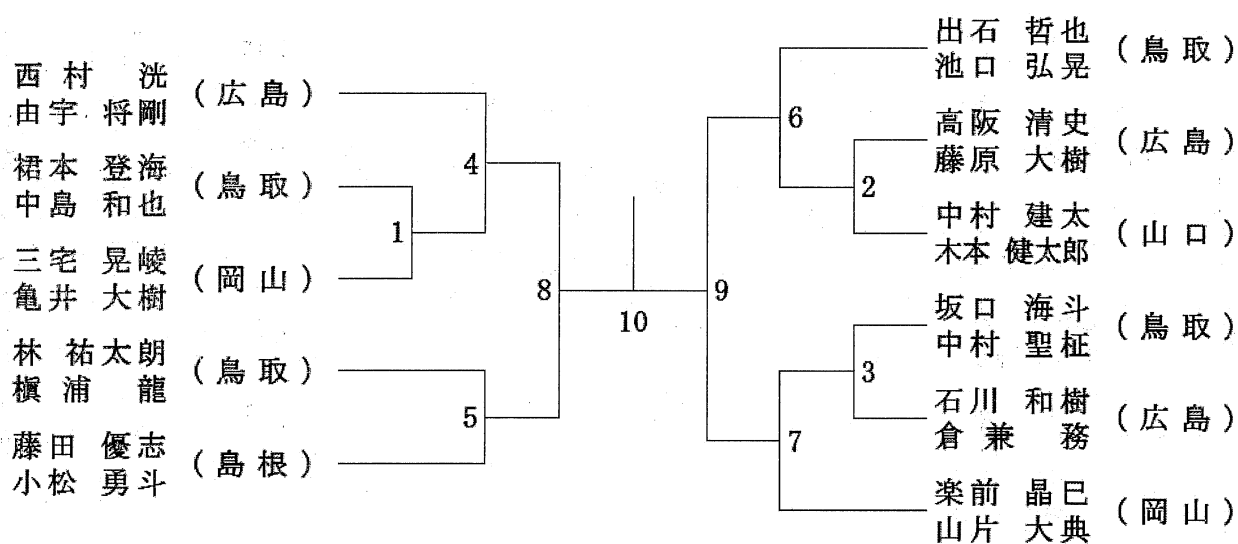 西村 洸
由宇 将剛
(広島)
裙本 登海
中島 和也
(鳥取)
三宅 晃崚
亀井 大樹
(岡山)
林 祐太朗
槇浦 龍
(鳥取)
藤田 優志
小松 勇斗
(島根)
1
4
5
8
10
9
6
2
3
7
出石 哲也
池口 弘晃
(鳥取)
高阪 清史
藤原 大樹
(広島)
中村 建太
木本 健太郎
(山口)
坂口 海斗
中村 聖柾
(鳥取)
石川 和樹
倉兼 務
(広島)
楽前 晶巳
山片 大典
(岡山)